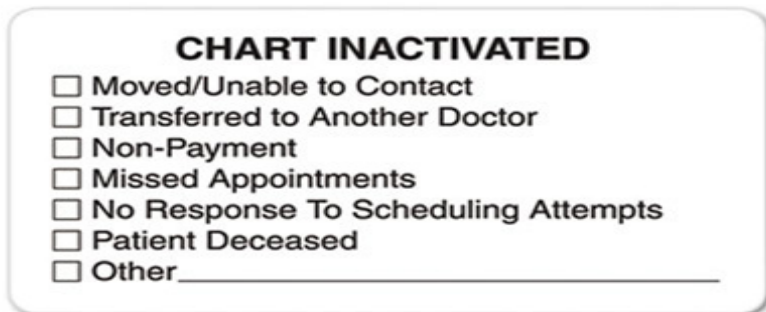 CHART INACTIVATED
☐ Moved/Unable to Contact
☐ Transferred to Another Doctor
☐ Non-Payment
☐ Missed Appointments
☐ No Response To Scheduling Attempts
☐ Patient Deceased
☐ Other